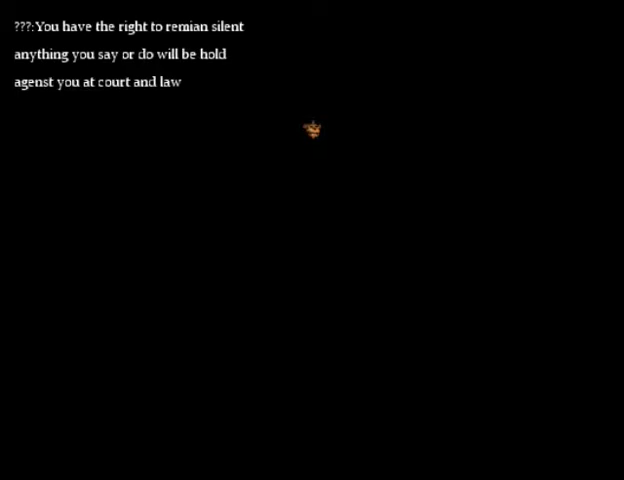 ???:You have the right to remian silent
anything you say or do will be hold
agenst you at court and law